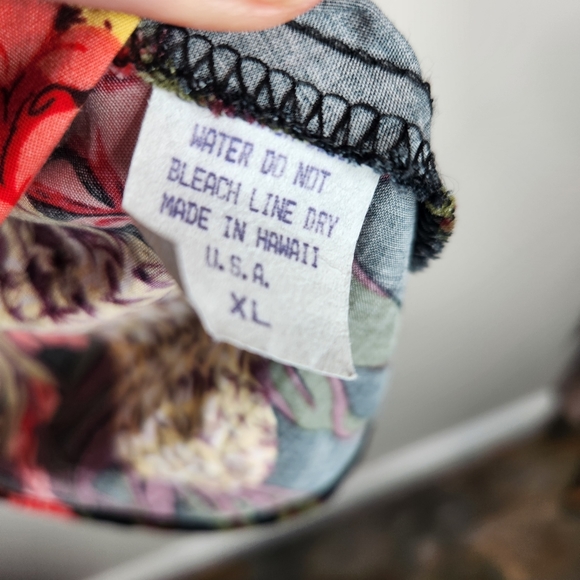 WATER DO NOT
BLEACH LINE DRY
MADE IN HAWAII
U.S.A.
XL